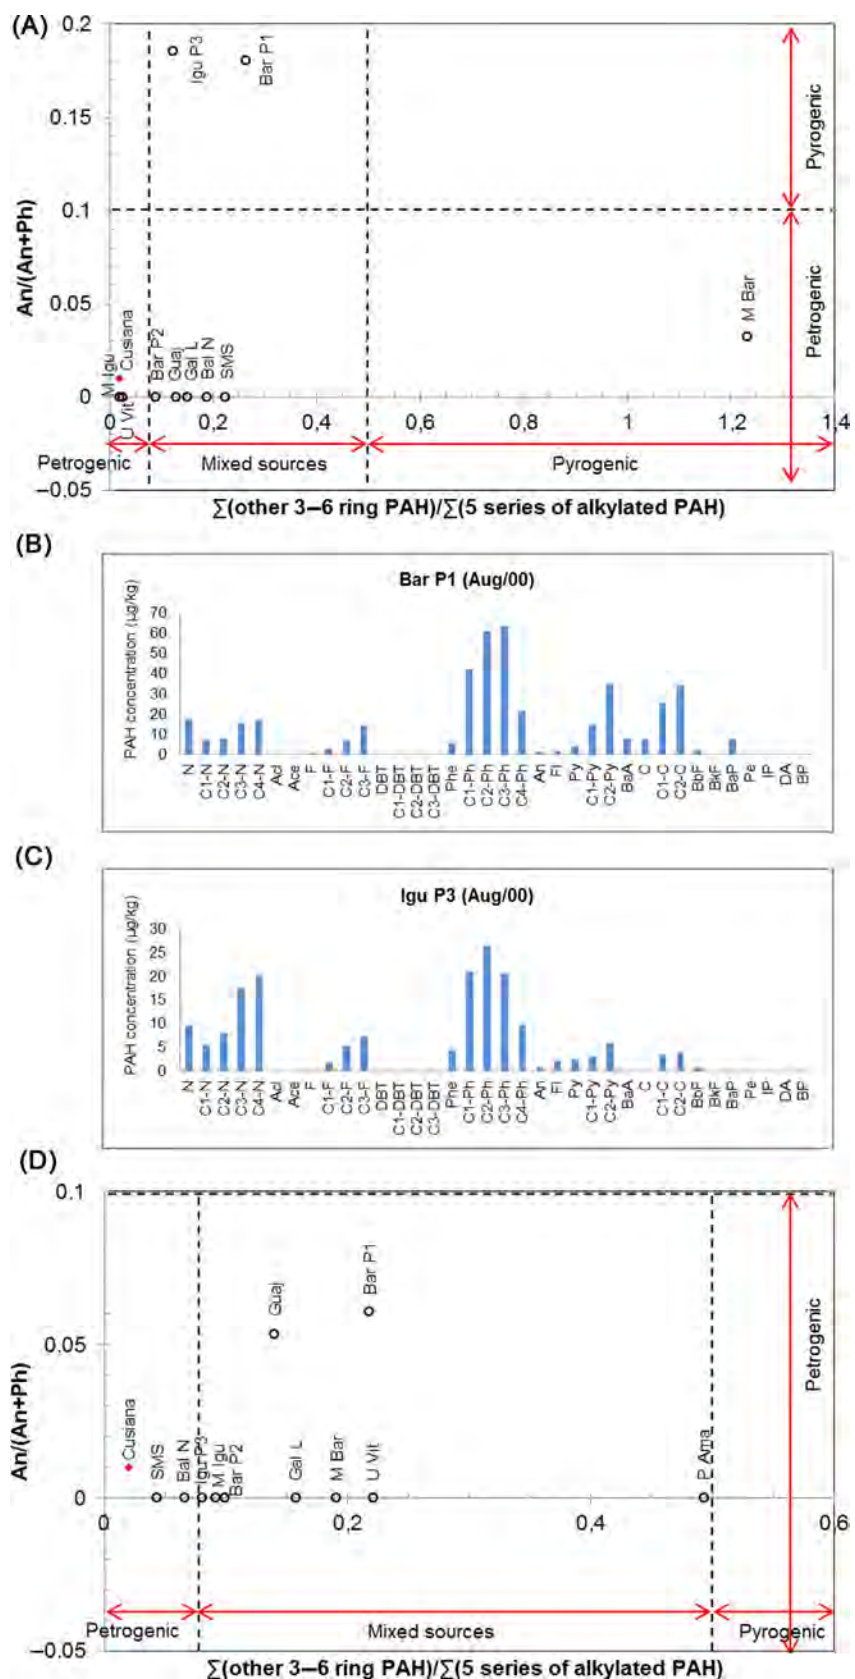 (A)
0.2
0.15
0.1
0.05
0
−0.05
An/(An+Ph)
Igu P3
Bar P1
M Bar
M Igu
Cusiana
U Vit
Bar P2
Guaj
Gal L
Bal N
SMS
Pyrogenic
Petrogenic
0 0,2 0,4 0,6 0,8 1 1,2 1,4
Petrogenic Mixed sources Pyrogenic
∑(other 3–6 ring PAH)/∑(5 series of alkylated PAH)
(B)
Bar P1 (Aug/00)
PAH concentration (µg/kg)
70
60
50
40
30
20
10
0
N C1-N C2-N C3-N C4-N Acl Ace F C1-F C2-F C3-F DBT C1-DBT C2-DBT C3-DBT Phe C1-Ph C2-Ph C3-Ph C4-Ph An Fl Py C1-Py C2-Py BaA C C1-C C2-C BbF BkF BaP Pe IP DA BP
(C)
Igu P3 (Aug/00)
PAH concentration (µg/kg)
30
25
20
15
10
5
0
N C1-N C2-N C3-N C4-N Acl Ace F C1-F C2-F C3-F DBT C1-DBT C2-DBT C3-DBT Phe C1-Ph C2-Ph C3-Ph C4-Ph An Fl Py C1-Py C2-Py BaA C C1-C C2-C BbF BkF BaP Pe IP DA BP
(D)
0.1
0.05
0
−0.05
An/(An+Ph)
Cusiana
SMS
Bal N
Igu P3
M Igu
Bar P2
Guaj
Gal L
M Bar
Bar P1
U Vit
P Ama
Petrogenic
0 0,2 0,4 0,6
Petrogenic Mixed sources Pyrogenic
∑(other 3–6 ring PAH)/∑(5 series of alkylated PAH)